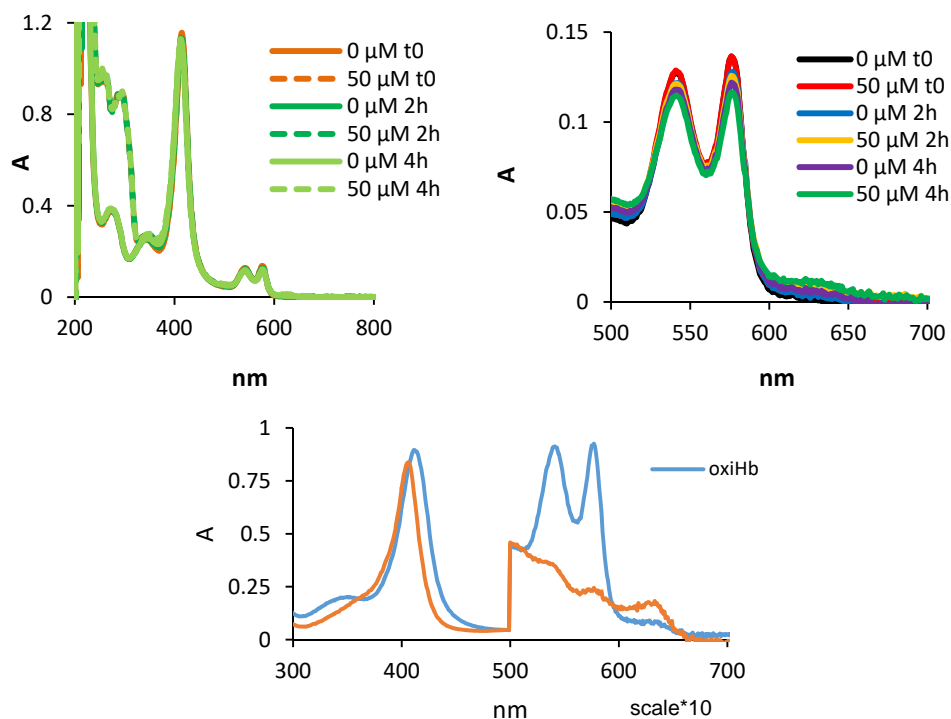 1.2
0.8
0.4
0
A
200 400 600 800
nm
0 µM t0
50 µM t0
0 µM 2h
50 µM 2h
0 µM 4h
50 µM 4h
0.15
0.1
0.05
0
A
500 550 600 650 700
nm
0 µM t0
50 µM t0
0 µM 2h
50 µM 2h
0 µM 4h
50 µM 4h
1
0.75
0.5
0.25
0
A
300 400 500 600 700
nm
scale*10
oxiHb